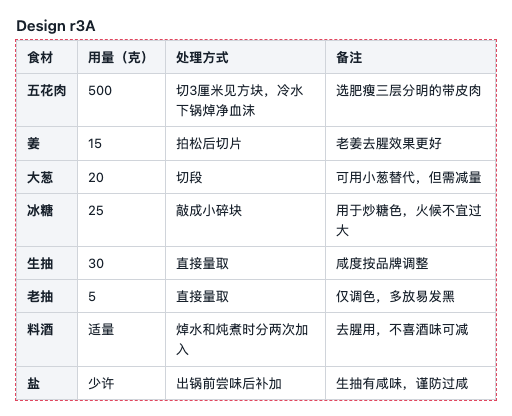 Design r3A
食材 用量（克） 处理方式 备注
五花肉 500 切3厘米见方块，冷水下锅焯净血沫 选肥瘦三层分明的带皮肉
姜 15 拍松后切片 老姜去腥效果更好
大葱 20 切段 可用小葱替代，但需减量
冰糖 25 敲成小碎块 用于炒糖色，火候不宜过大
生抽 30 直接量取 咸度按品牌调整
老抽 5 直接量取 仅调色，多放易发黑
料酒 适量 焯水和炖煮时分两次加入 去腥用，不喜酒味可减
盐 少许 出锅前尝味后补加 生抽有咸味，谨防过咸